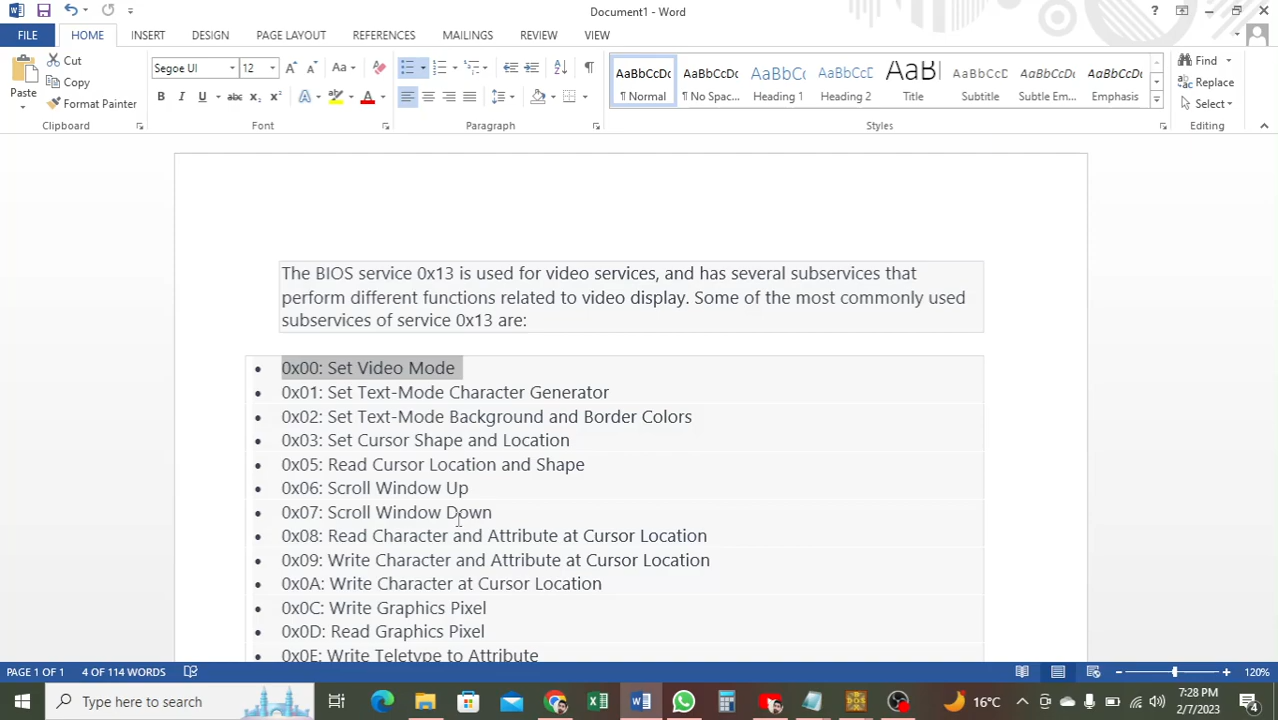 Document1 - Word
FILE HOME INSERT DESIGN PAGE LAYOUT REFERENCES MAILINGS REVIEW VIEW
Paste Cut Copy Format Painter
Clipboard
Segoe UI 12
Font
Paragraph
AaBbCcDc AaBbCcDc AaBbCc AaBbCcD AaBbI AaBbCcD AaBbCcDc AaBbCcDc
¶ Normal ¶ No Spac... Heading 1 Heading 2 Title Subtitle Subtle Em... Emphasis
Styles
Find
Replace
Select
Editing
The BIOS service 0x13 is used for video services, and has several subservices that
perform different functions related to video display. Some of the most commonly used
subservices of service 0x13 are:
• 0x00: Set Video Mode
• 0x01: Set Text-Mode Character Generator
• 0x02: Set Text-Mode Background and Border Colors
• 0x03: Set Cursor Shape and Location
• 0x05: Read Cursor Location and Shape
• 0x06: Scroll Window Up
• 0x07: Scroll Window Down
• 0x08: Read Character and Attribute at Cursor Location
• 0x09: Write Character and Attribute at Cursor Location
• 0x0A: Write Character at Cursor Location
• 0x0C: Write Graphics Pixel
• 0x0D: Read Graphics Pixel
• 0x0E: Write Teletype to Attribute
PAGE 1 OF 1 4 OF 114 WORDS 120%
Type here to search
16°C
7:28 PM
2/7/2023
4